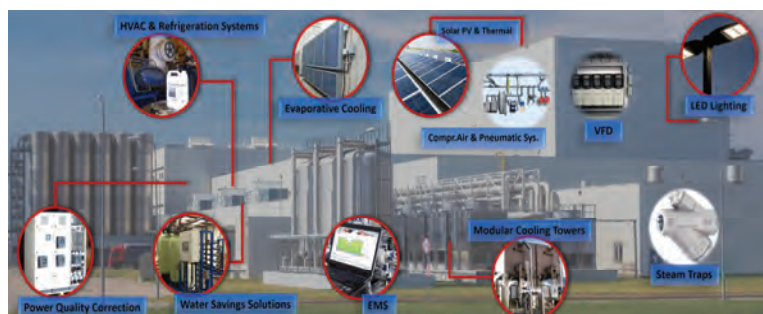 HVAC & Refrigeration Systems
Solar PV & Thermal
Evaporative Cooling
LED Lighting
Compr.Air & Pneumatic Sys.
VFD
Modular Cooling Towers
Steam Traps
Power Quality Correction
Water Savings Solutions
EMS